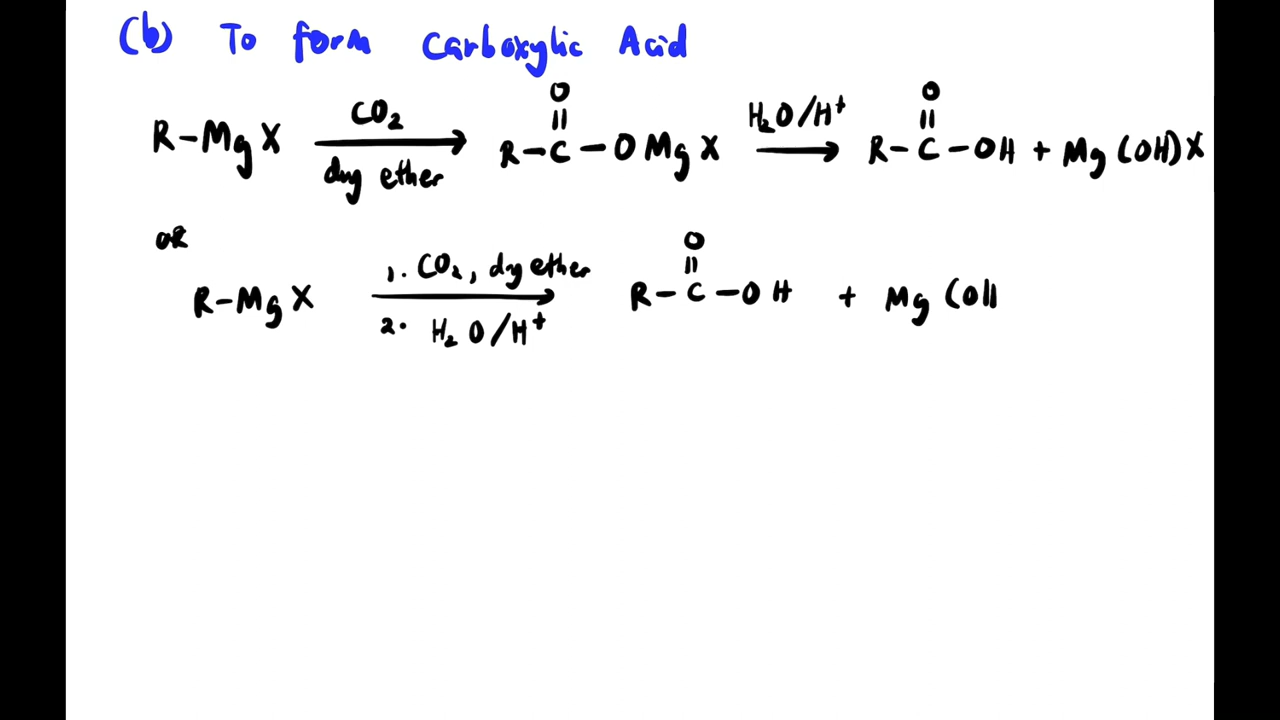 (b) To form Carboxylic Acid
O O
|| ||
R-MgX CO2 dry ether → R-C-OMgX H2O/H+ → R-C-OH + Mg(OH)X
OR
O
||
R-MgX 1. CO2, dry ether 2. H2O/H+ → R-C-OH + Mg(OH